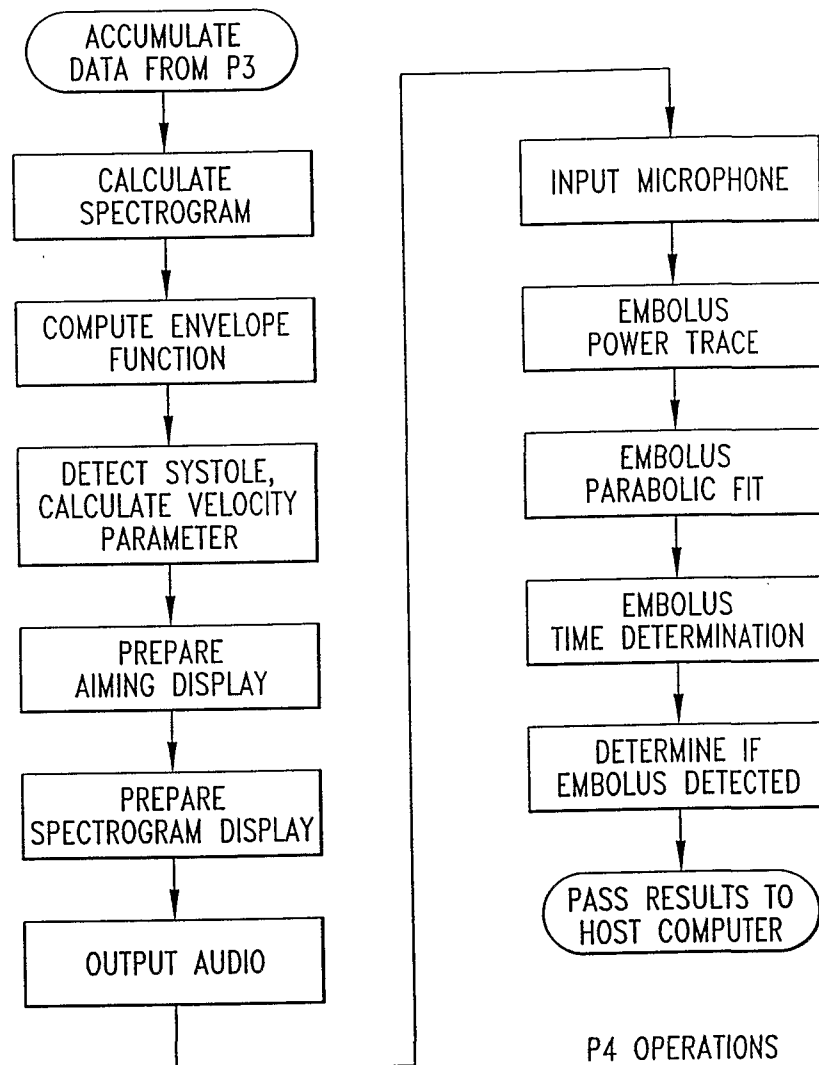 ACCUMULATE
DATA FROM P3
CALCULATE
SPECTROGRAM
COMPUTE ENVELOPE
FUNCTION
DETECT SYSTOLE,
CALCULATE VELOCITY
PARAMETER
PREPARE
AIMING DISPLAY
PREPARE
SPECTROGRAM DISPLAY
OUTPUT AUDIO
INPUT MICROPHONE
EMBOLUS
POWER TRACE
EMBOLUS
PARABOLIC FIT
EMBOLUS
TIME DETERMINATION
DETERMINE IF
EMBOLUS DETECTED
PASS RESULTS TO
HOST COMPUTER
P4 OPERATIONS